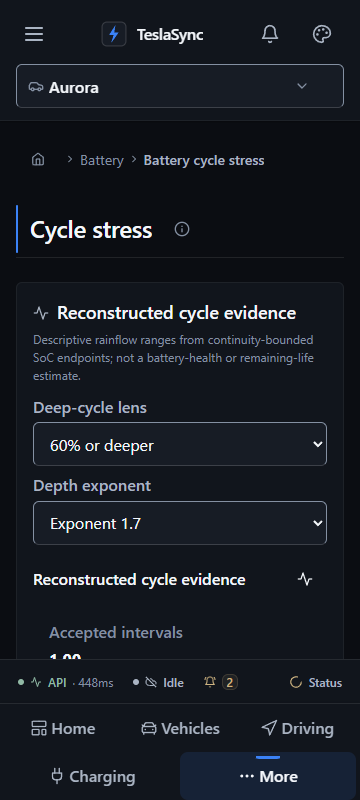 TeslaSync
Aurora
Battery
Battery cycle stress
Cycle stress
Reconstructed cycle evidence
Descriptive rainflow ranges from continuity-bounded
SoC endpoints; not a battery-health or remaining-life
estimate.
Deep-cycle lens
60% or deeper
Depth exponent
Exponent 1.7
Reconstructed cycle evidence
Accepted intervals
API · 448ms
Idle
2
Status
Home
Vehicles
Driving
Charging
More